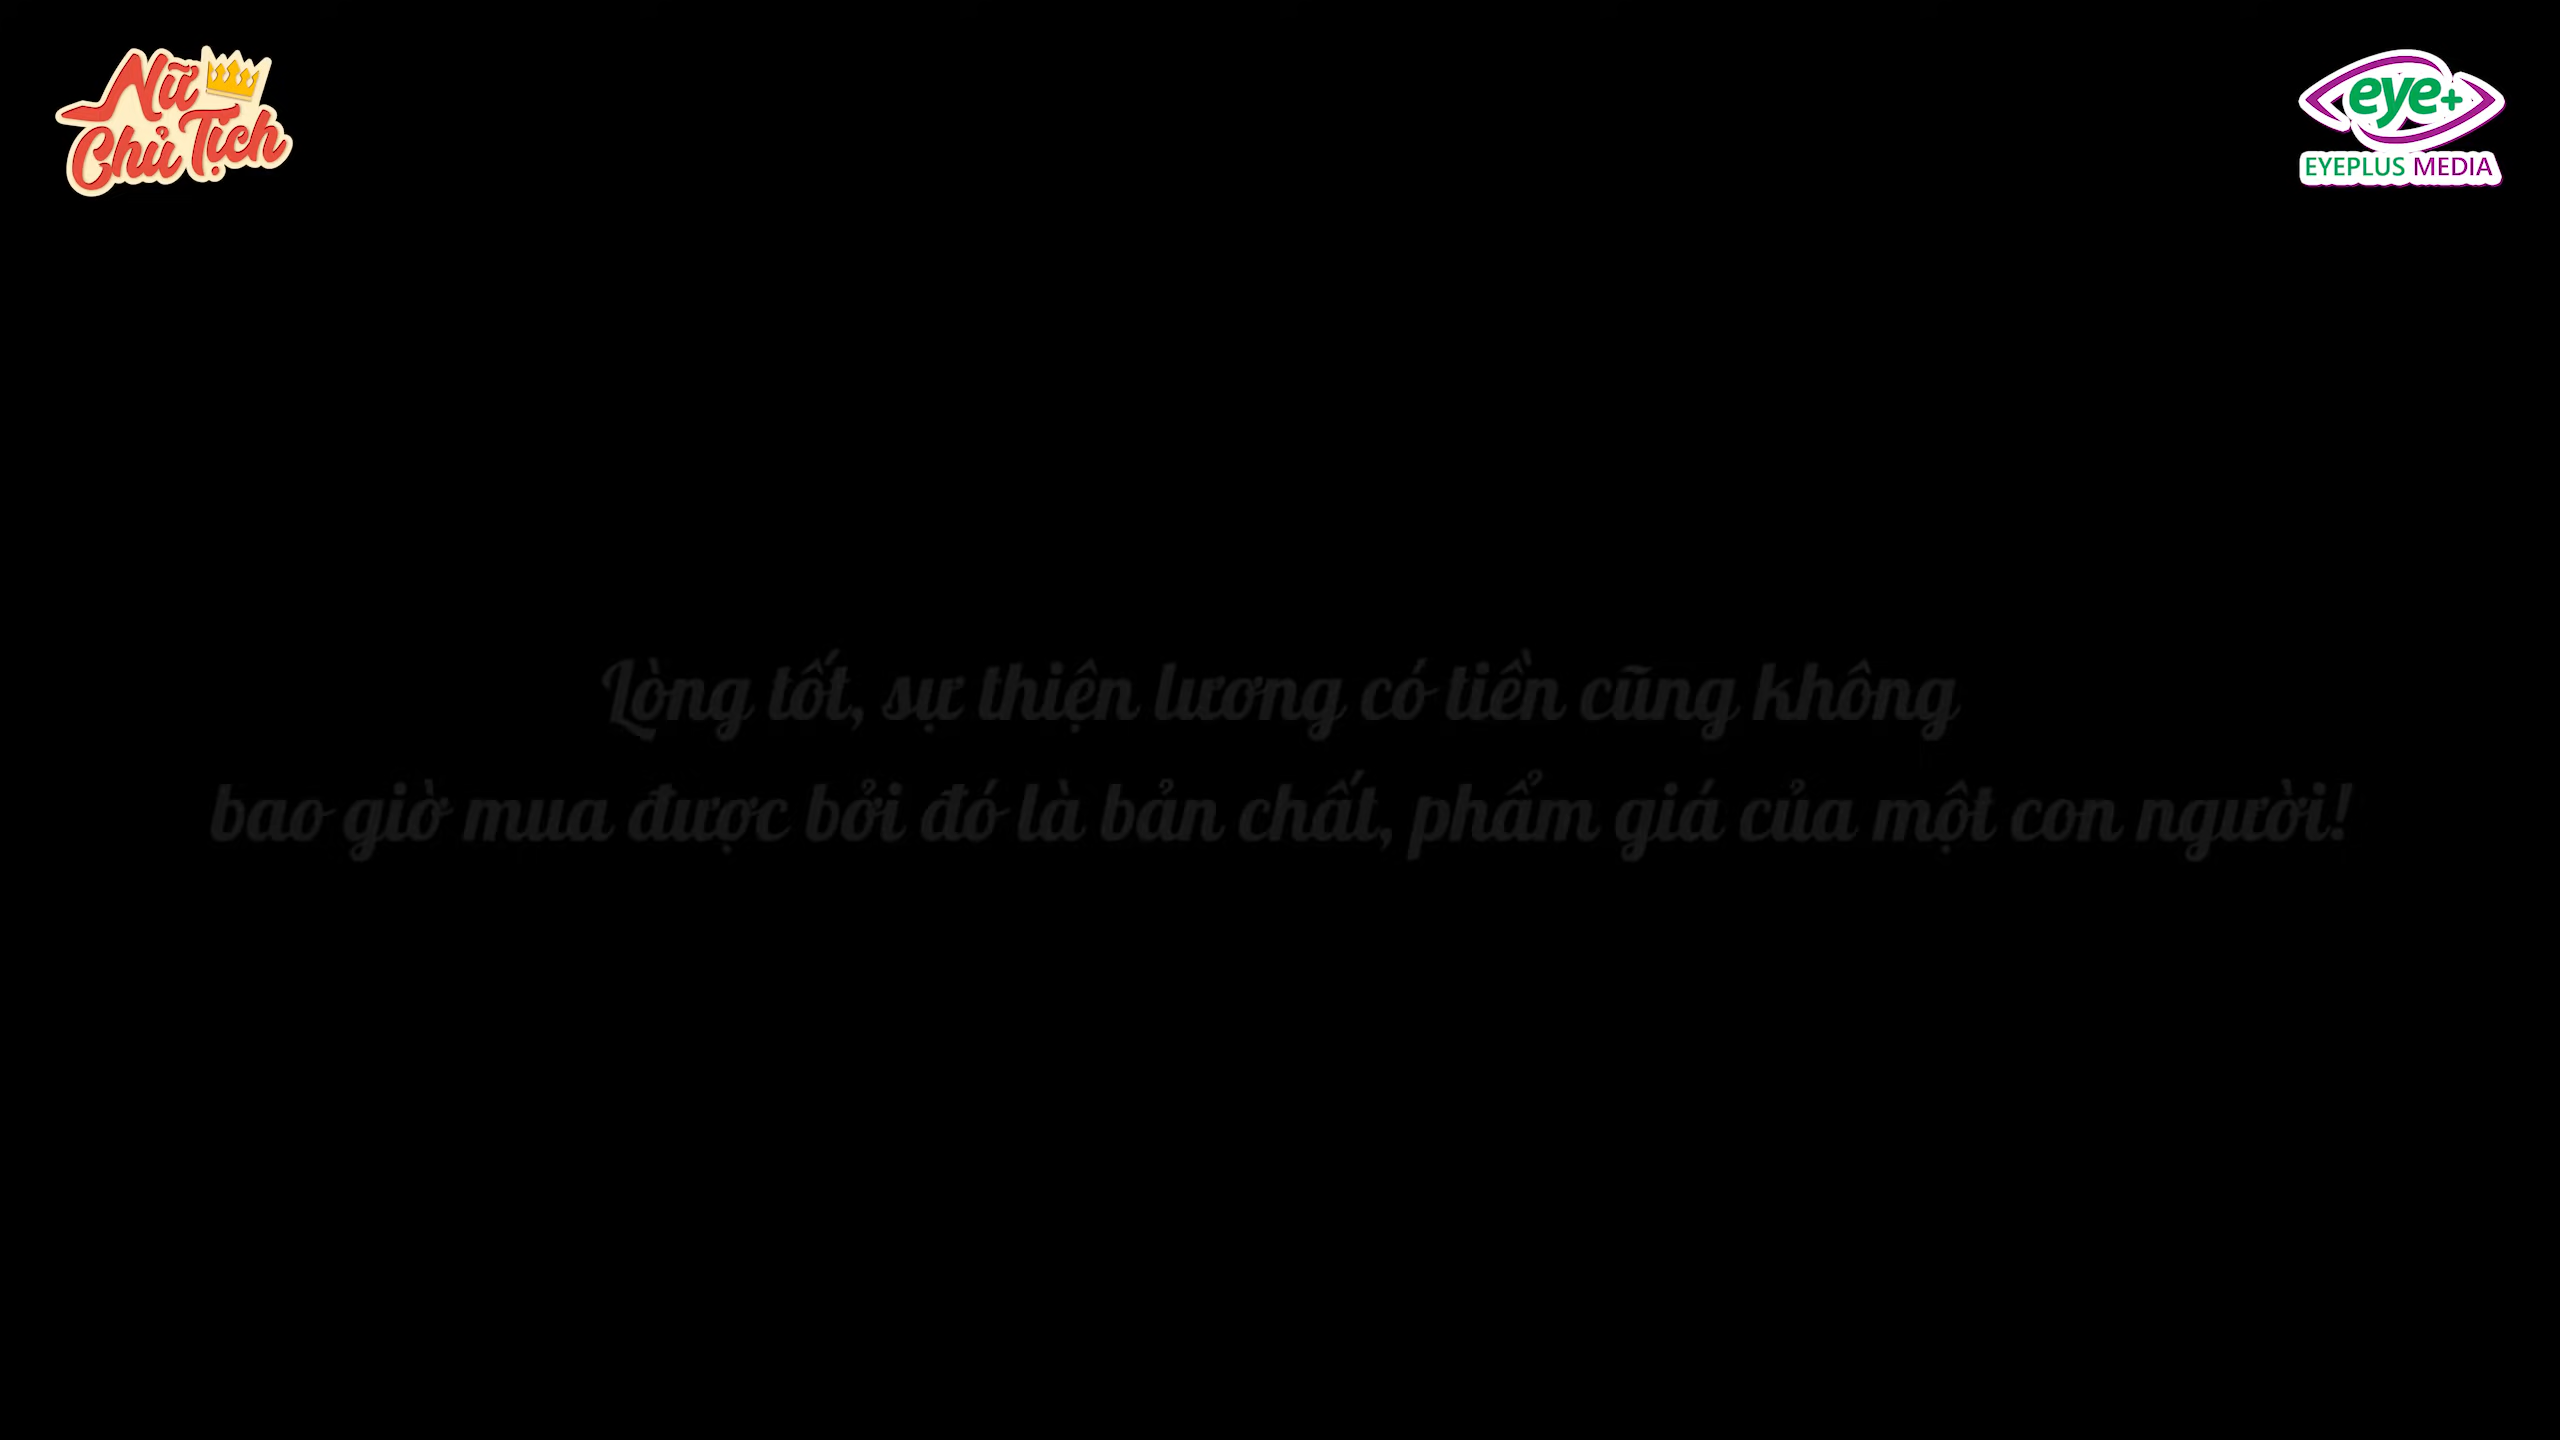 Nữ
Chủ Tịch
eye+
EYEPLUS MEDIA
Lòng tốt, sự thiện lương có tiền cũng không
bao giờ mua được bởi đó là bản chất, phẩm giá của một con người!